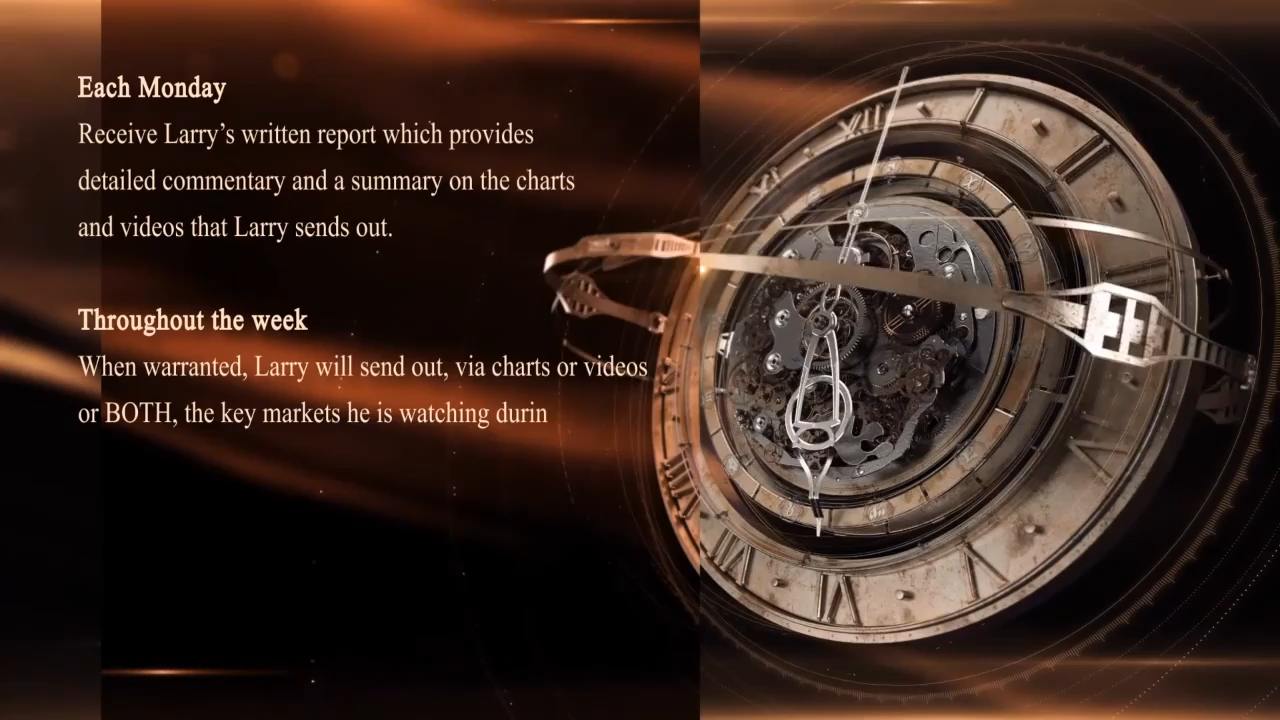 Each Monday
Receive Larry’s written report which provides
detailed commentary and a summary on the charts
and videos that Larry sends out.
Throughout the week
When warranted, Larry will send out, via charts or videos
or BOTH, the key markets he is watching durin
XII
XI